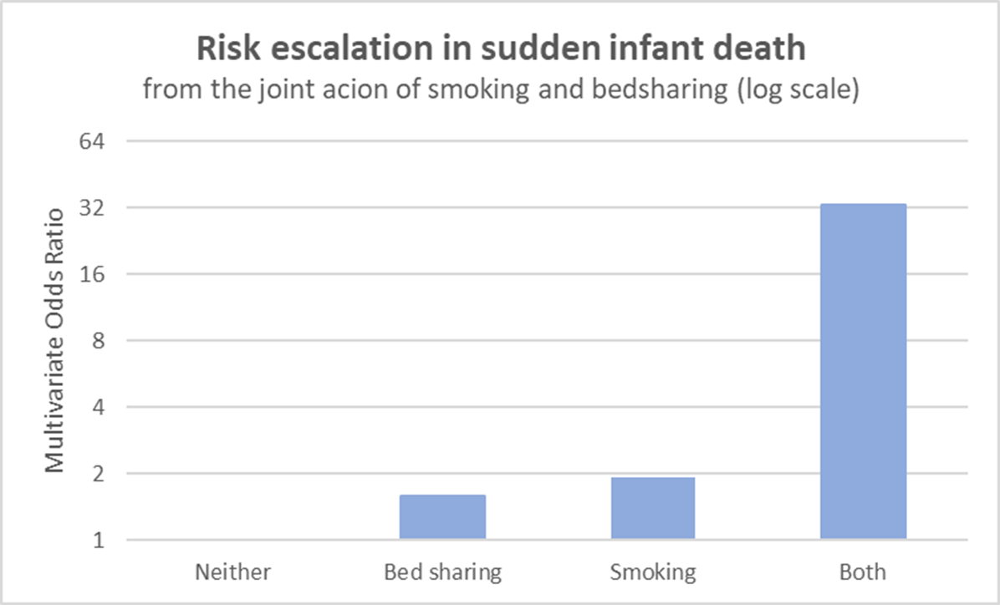 Risk escalation in sudden infant death
from the joint acion of smoking and bedsharing (log scale)
Multivariate Odds Ratio
64
32
16
8
4
2
1
Neither
Bed sharing
Smoking
Both